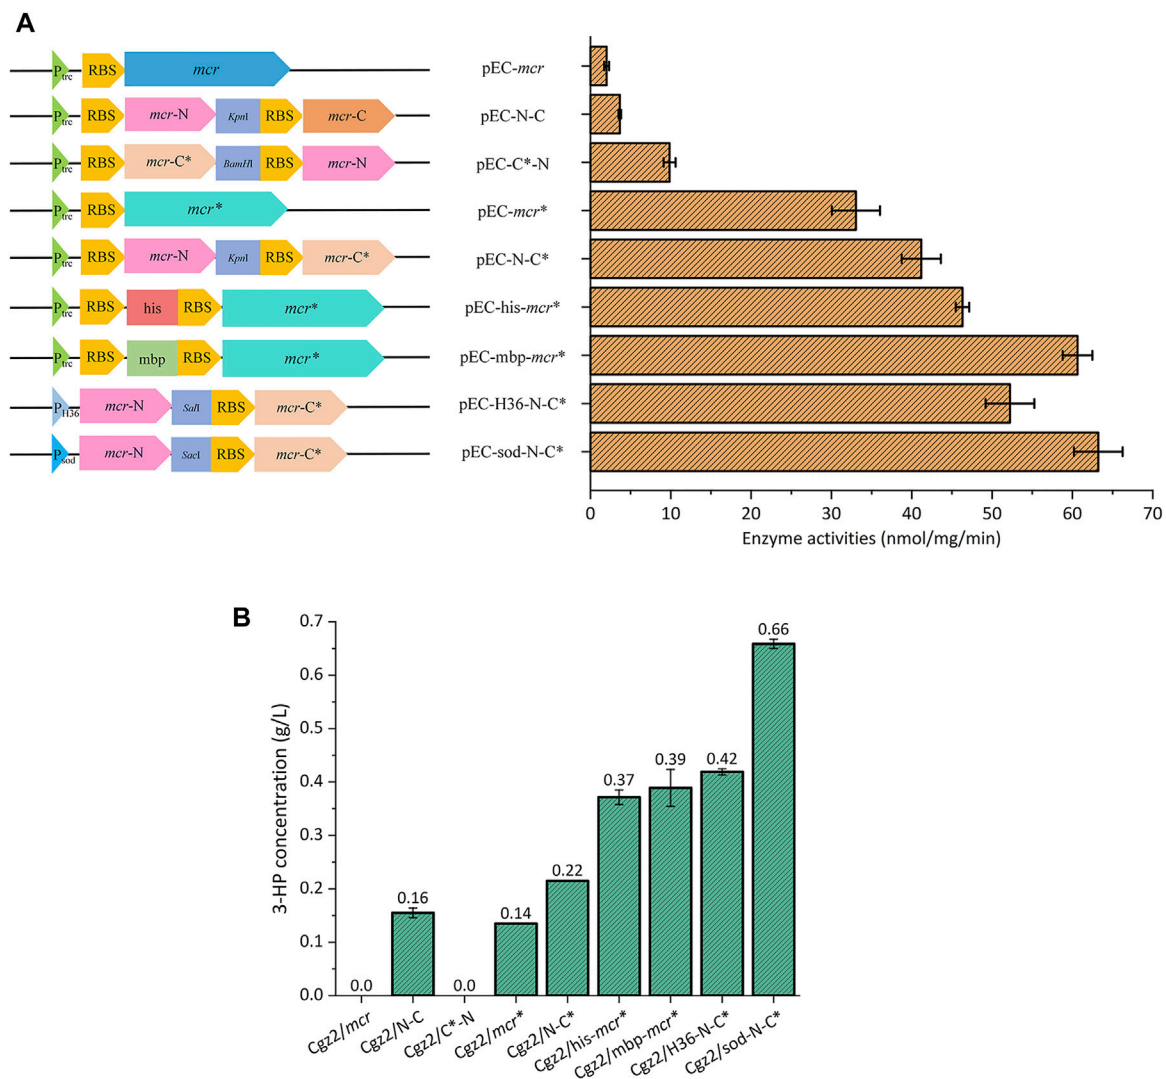 A
P trc RBS mcr pEC-mcr
P trc RBS mcr-N KpnI RBS mcr-C pEC-N-C
P trc RBS mcr-C* BamHI RBS mcr-N pEC-C*-N
P trc RBS mcr* pEC-mcr*
P trc RBS mcr-N KpnI RBS mcr-C* pEC-N-C*
P trc RBS his RBS mcr* pEC-his-mcr*
P trc RBS mbp RBS mcr* pEC-mbp-mcr*
P H36 mcr-N SalI RBS mcr-C* pEC-H36-N-C*
P sod mcr-N SacI RBS mcr-C* pEC-sod-N-C*
0 10 20 30 40 50 60 70
Enzyme activities (nmol/mg/min)
B
3-HP concentration (g/L)
0.7
0.6
0.5
0.4
0.3
0.2
0.1
0.0
0.0 0.16 0.0 0.14 0.22 0.37 0.39 0.42 0.66
Cgz2/mcr
Cgz2/N-C
Cgz2/C*-N
Cgz2/mcr*
Cgz2/N-C*
Cgz2/his-mcr*
Cgz2/mbp-mcr*
Cgz2/H36-N-C*
Cgz2/sod-N-C*